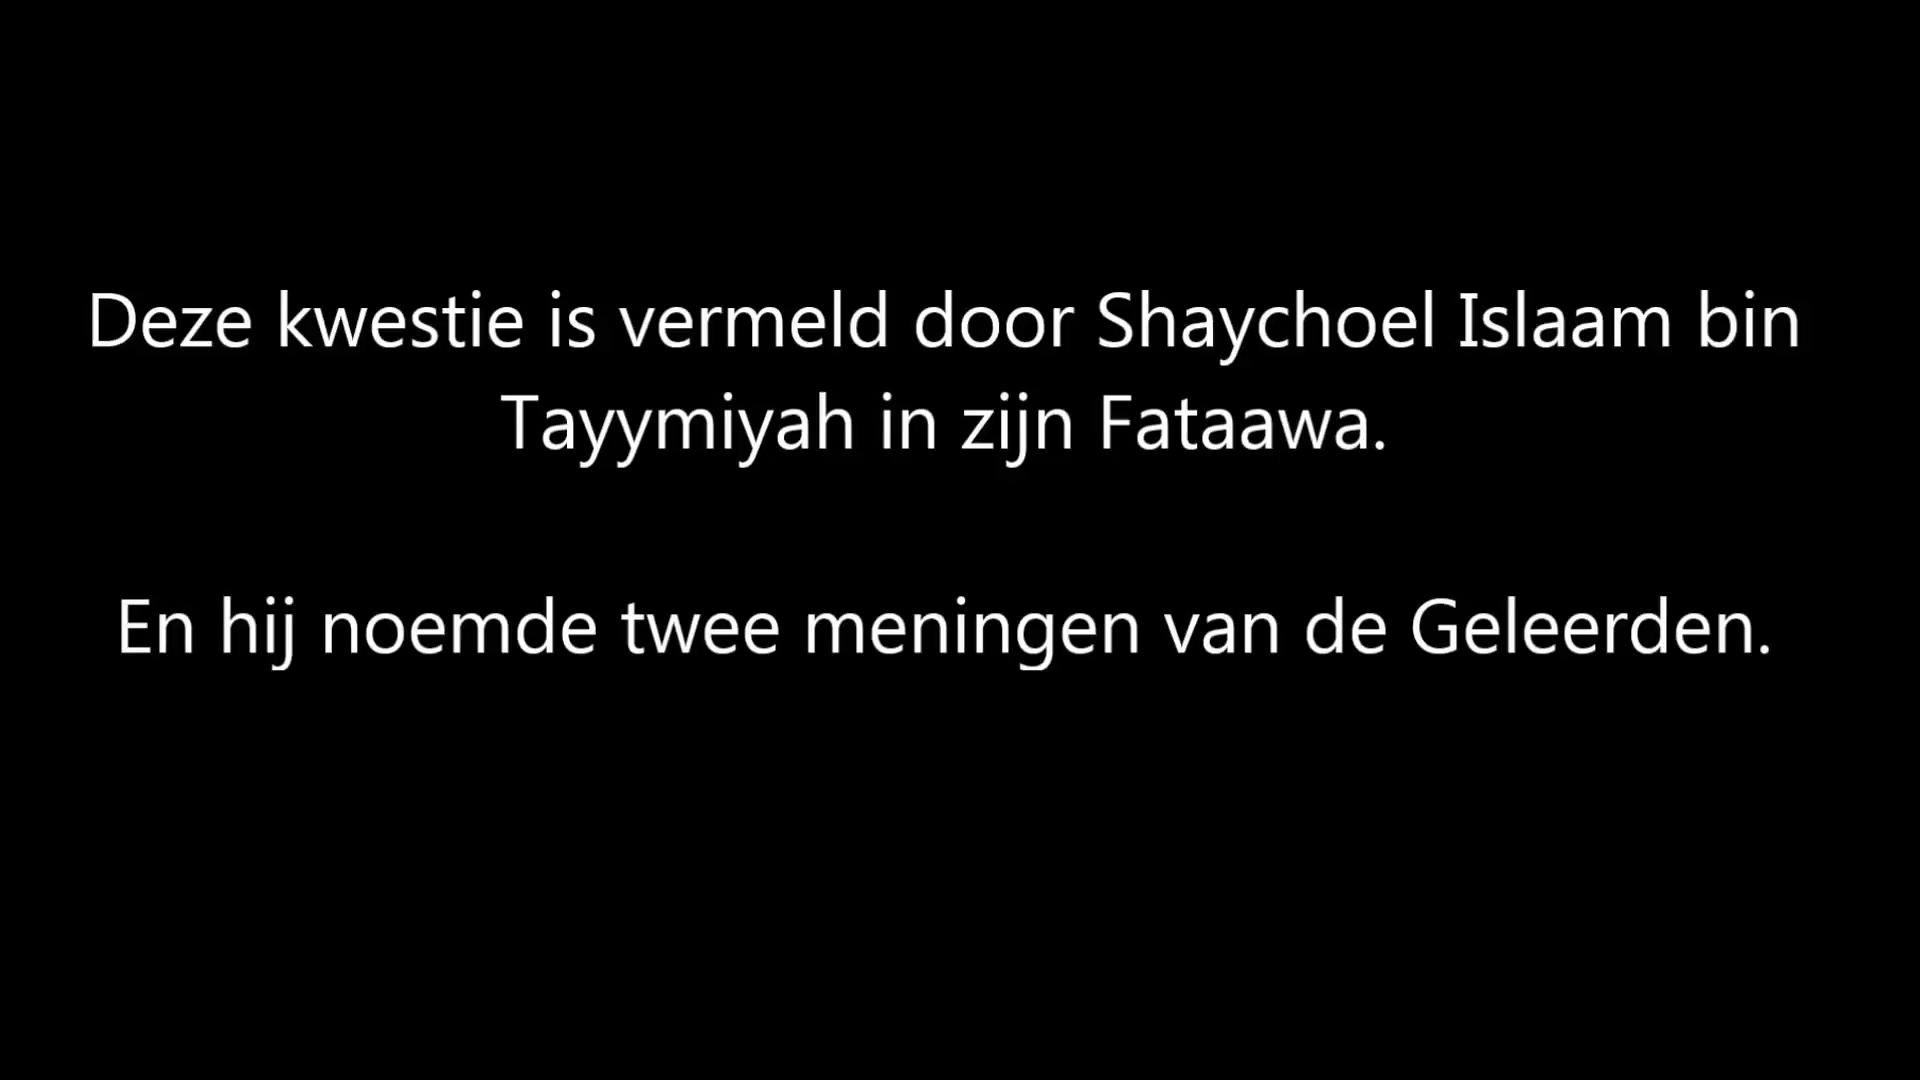 Deze kwestie is vermeld door Shaychoel Islaam bin
Tayymiyah in zijn Fataawa.
En hij noemde twee meningen van de Geleerden.